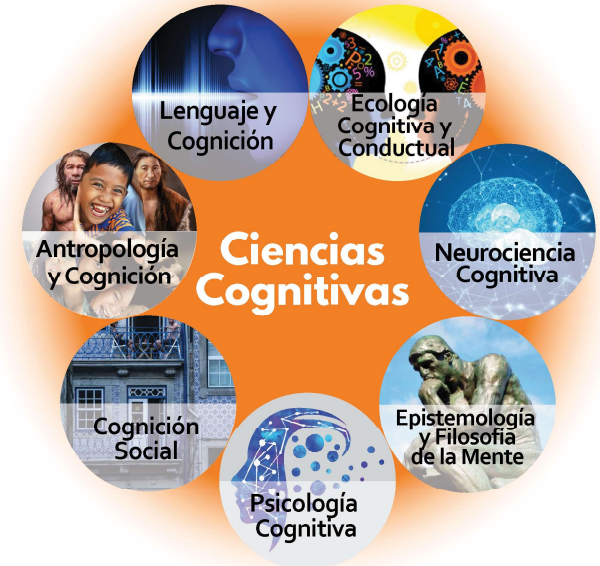 Ciencias
Cognitivas
Lenguaje y
Cognición
Ecología
Cognitiva y
Conductual
Neurociencia
Cognitiva
Epistemología
y Filosofía
de la Mente
Psicología
Cognitiva
Cognición
Social
Antropología
y Cognición